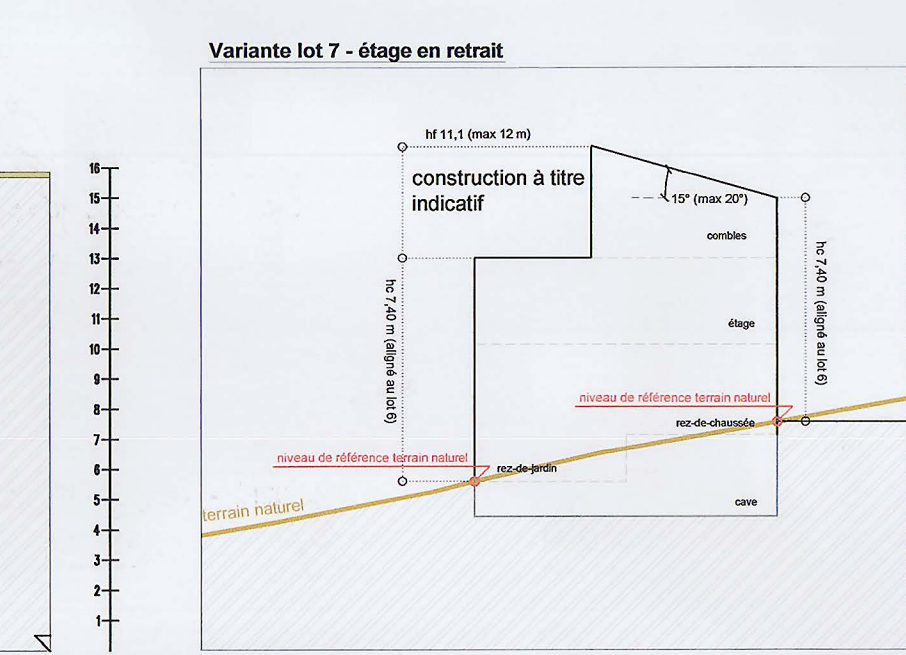 Variante lot 7 - étage en retrait
hf 11,1 (max 12 m)
construction à titre
indicatif
15° (max 20°)
combles
hc 7,40 m (aligné au lot 6)
hc 7,40 m (aligné au lot 6)
étage
niveau de référence terrain naturel
rez-de-chaussée
niveau de référence terrain naturel
rez-de-jardin
terrain naturel
cave
16
15
14
13
12
11
10
9
8
7
6
5
4
3
2
1